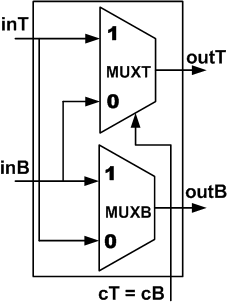 inT
1
outT
MUXT
0
inB
1
outB
MUXB
0
cT = cB